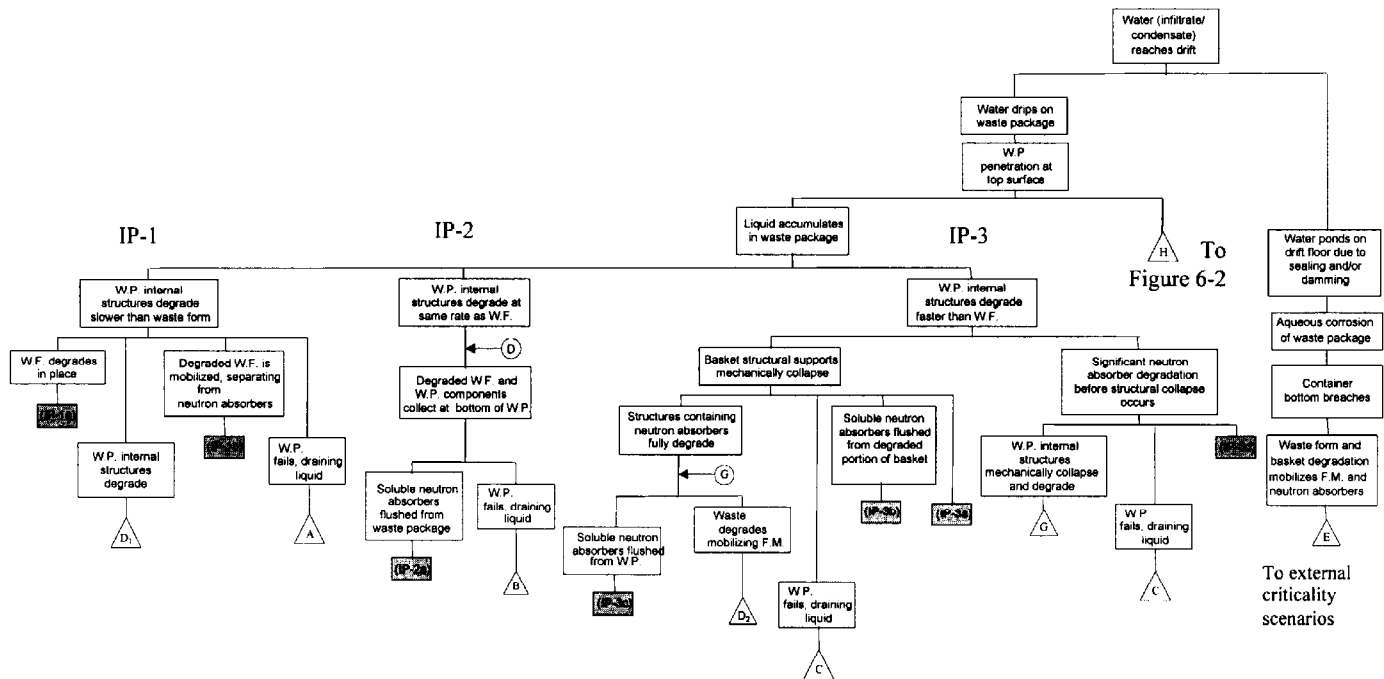 Water (infiltrate/
condensate)
reaches drift
Water drips on
waste package
W.P
penetration at
top surface
IP-1
IP-2
Liquid accumulates
in waste package
IP-3
H
To
Figure 6-2
Water ponds on
drift floor due to
sealing and/or
damming
W.P. internal
structures degrade
slower than waste form
W.P. internal
structures degrade at
same rate as W.F.
W.P. internal
structures degrade
faster than W.F.
Aqueous corrosion
of waste package
W.F. degrades
in place
Degraded W.F. is
mobilized, separating
from
neutron absorbers
D
Basket structural supports
mechanically collapse
Significant neutron
absorber degradation
before structural collapse
occurs
Container
bottom breaches
Degraded W.F. and
W.P. components
collect at bottom of W.P.
Structures containing
neutron absorbers
fully degrade
Soluble neutron
absorbers flushed
from degraded
portion of basket
W.P. internal
structures
mechanically collapse
and degrade
Waste form and
basket degradation
mobilizes F.M. and
neutron absorbers
W.P. internal
structures
degrade
W.P.
fails, draining
liquid
Soluble neutron
absorbers
flushed from
waste package
W.P.
fails, draining
liquid
G
Soluble neutron
absorbers flushed
from W.P.
Waste
degrades
mobilizing F.M.
(IP-3b)
(IP-3a)
G
W.P
fails, draining
liquid
E
D1
A
(IP-2a)
B
(IP-3c)
D2
W.P.
fails, draining
liquid
C
C
To external
criticality
scenarios